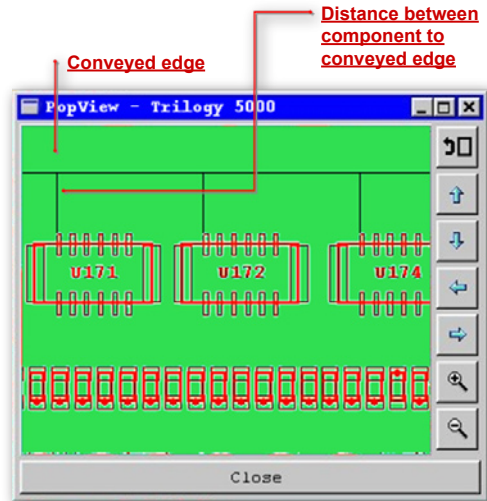 Distance between
component to
conveyed edge
Conveyed edge
PopView - Trilogy 5000
U171
U172
U174
Close